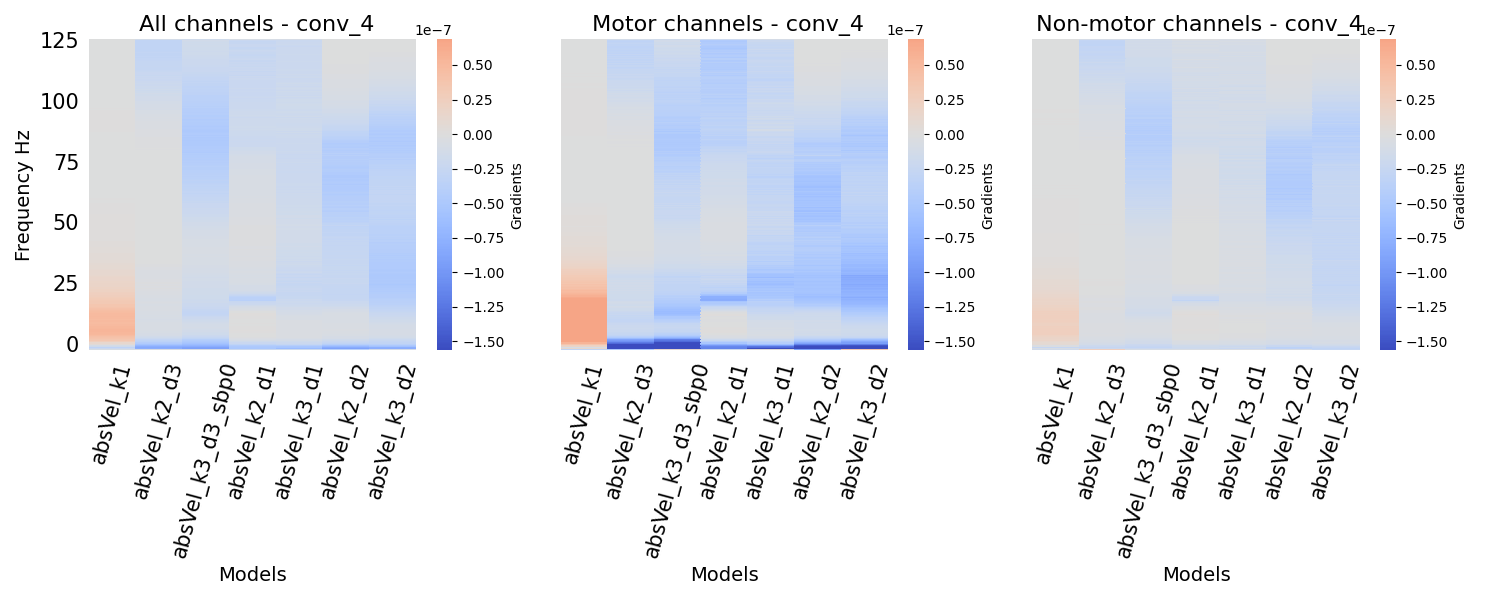 All channels - conv_4
1e-7
Motor channels - conv_4
1e-7
Non-motor channels - conv_4
1e-7
Frequency Hz
125
100
75
50
25
0
0.50
0.25
0.00
−0.25
−0.50
−0.75
−1.00
−1.25
−1.50
Gradients
0.50
0.25
0.00
−0.25
−0.50
−0.75
−1.00
−1.25
−1.50
Gradients
0.50
0.25
0.00
−0.25
−0.50
−0.75
−1.00
−1.25
−1.50
Gradients
absVel_k1
absVel_k2_d3
absVel_k3_d3_sbp0
absVel_k2_d1
absVel_k3_d1
absVel_k2_d2
absVel_k3_d2
absVel_k1
absVel_k2_d3
absVel_k3_d3_sbp0
absVel_k2_d1
absVel_k3_d1
absVel_k2_d2
absVel_k3_d2
absVel_k1
absVel_k2_d3
absVel_k3_d3_sbp0
absVel_k2_d1
absVel_k3_d1
absVel_k2_d2
absVel_k3_d2
Models
Models
Models